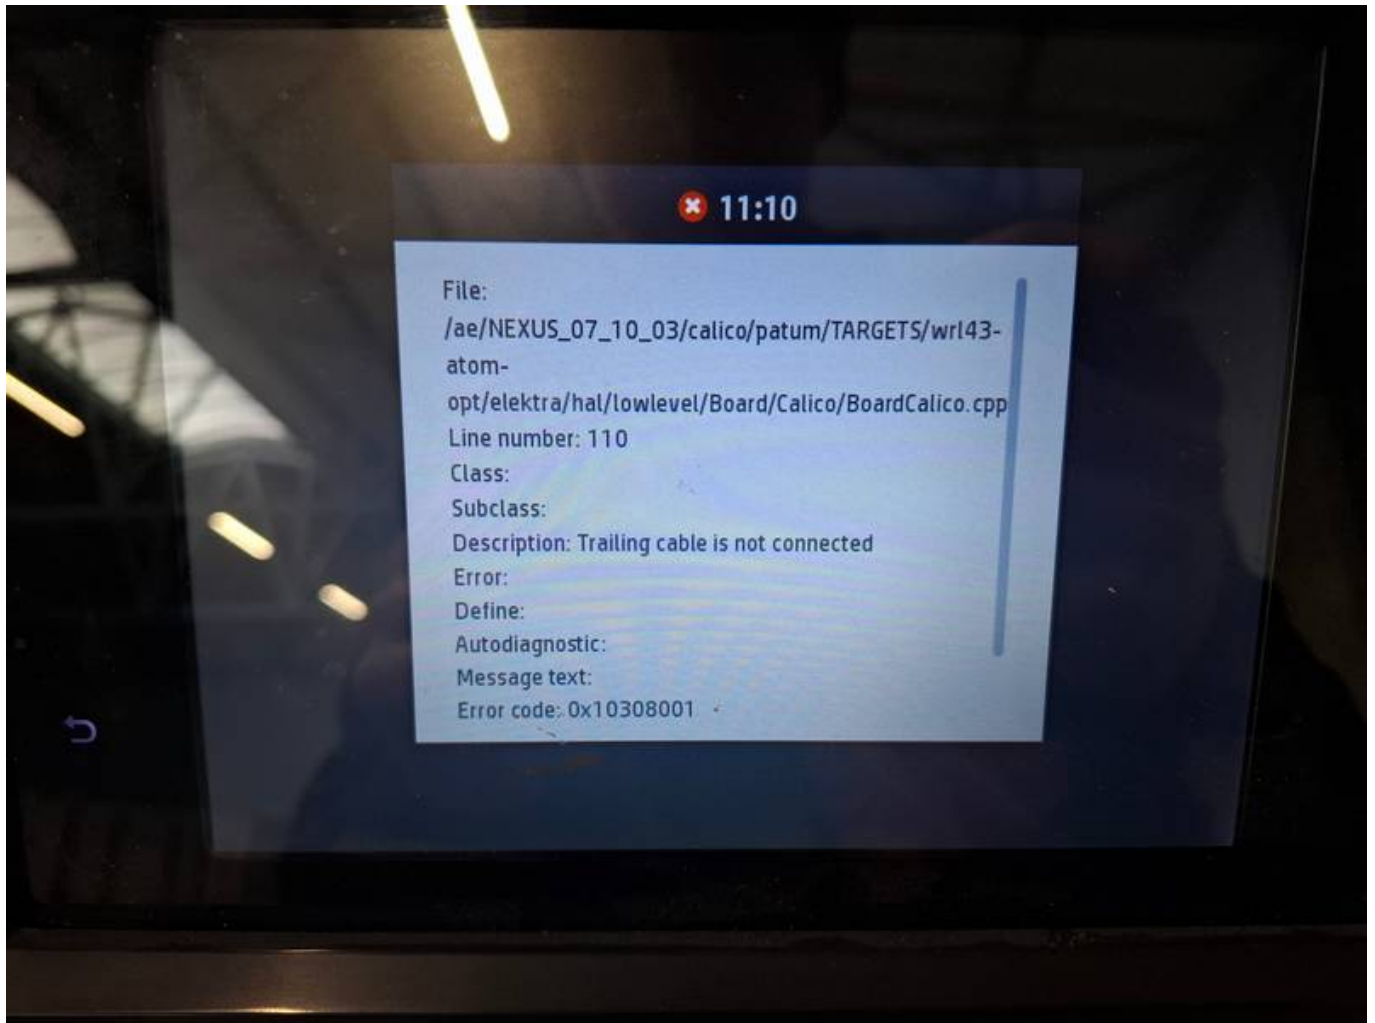 11:10
File:
/ae/NEXUS_07_10_03/calico/patum/TARGETS/wrl43-
atom-
opt/elektra/hal/lowlevel/Board/Calico/BoardCalico.cpp
Line number: 110
Class:
Subclass:
Description: Trailing cable is not connected
Error:
Define:
Autodiagnostic:
Message text:
Error code: 0x10308001